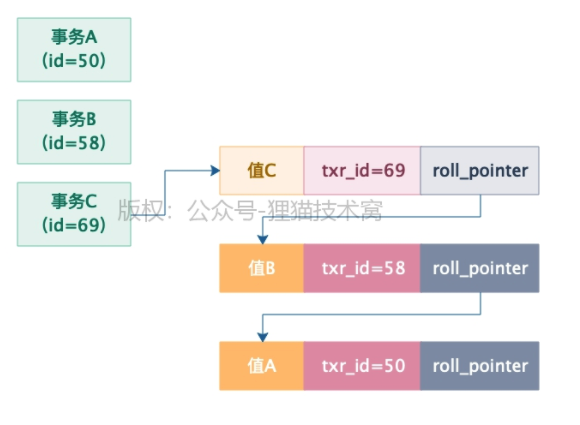 事务A
(id=50)
事务B
(id=58)
事务C
(id=69)
值C txr_id=69 roll_pointer
版权：公众号-狸猫技术窝
值B txr_id=58 roll_pointer
值A txr_id=50 roll_pointer